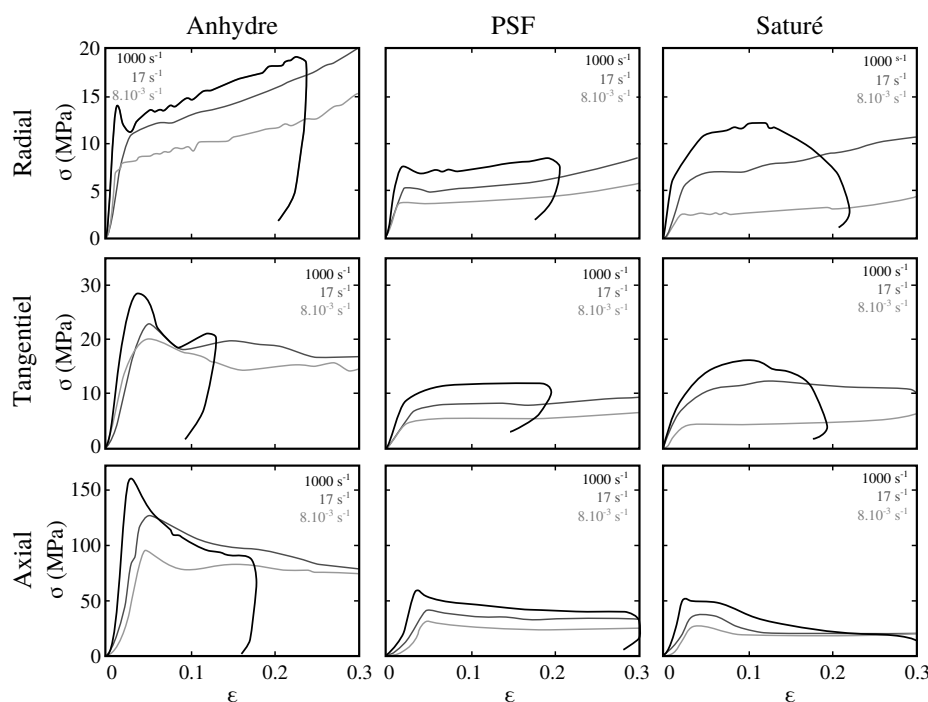 Anhydre PSF Saturé
Radial
σ (MPa)
20
15
10
5
0
1000 s-1
17 s-1
8.10-3 s-1
1000 s-1
17 s-1
8.10-3 s-1
1000 s-1
17 s-1
8.10-3 s-1
Tangentiel
σ (MPa)
30
20
10
0
1000 s-1
17 s-1
8.10-3 s-1
1000 s-1
17 s-1
8.10-3 s-1
1000 s-1
17 s-1
8.10-3 s-1
Axial
σ (MPa)
150
100
50
0
1000 s-1
17 s-1
8.10-3 s-1
1000 s-1
17 s-1
8.10-3 s-1
1000 s-1
17 s-1
8.10-3 s-1
0 0.1 0.2 0.3 0 0.1 0.2 0.3 0 0.1 0.2 0.3
ε ε ε